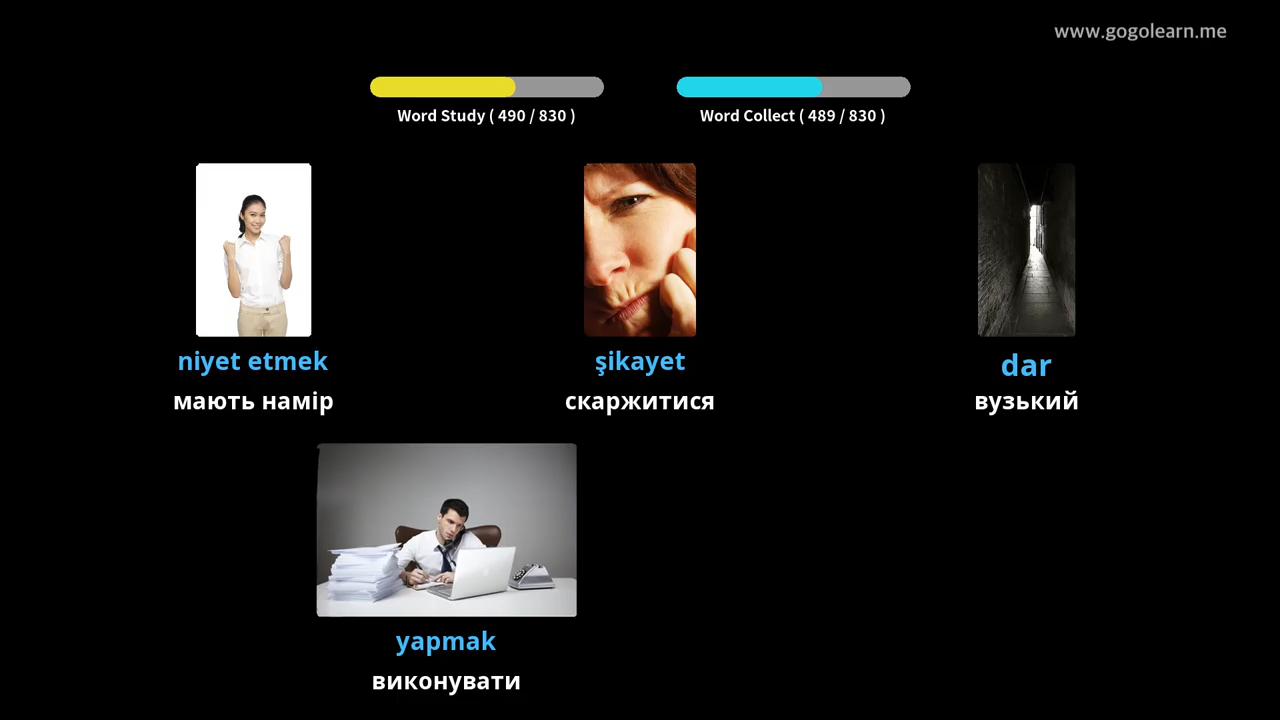 www.gogolearn.me
Word Study ( 490 / 830 )
Word Collect ( 489 / 830 )
niyet etmek
мають намір
şikayet
скаржитися
dar
вузький
yapmak
виконувати